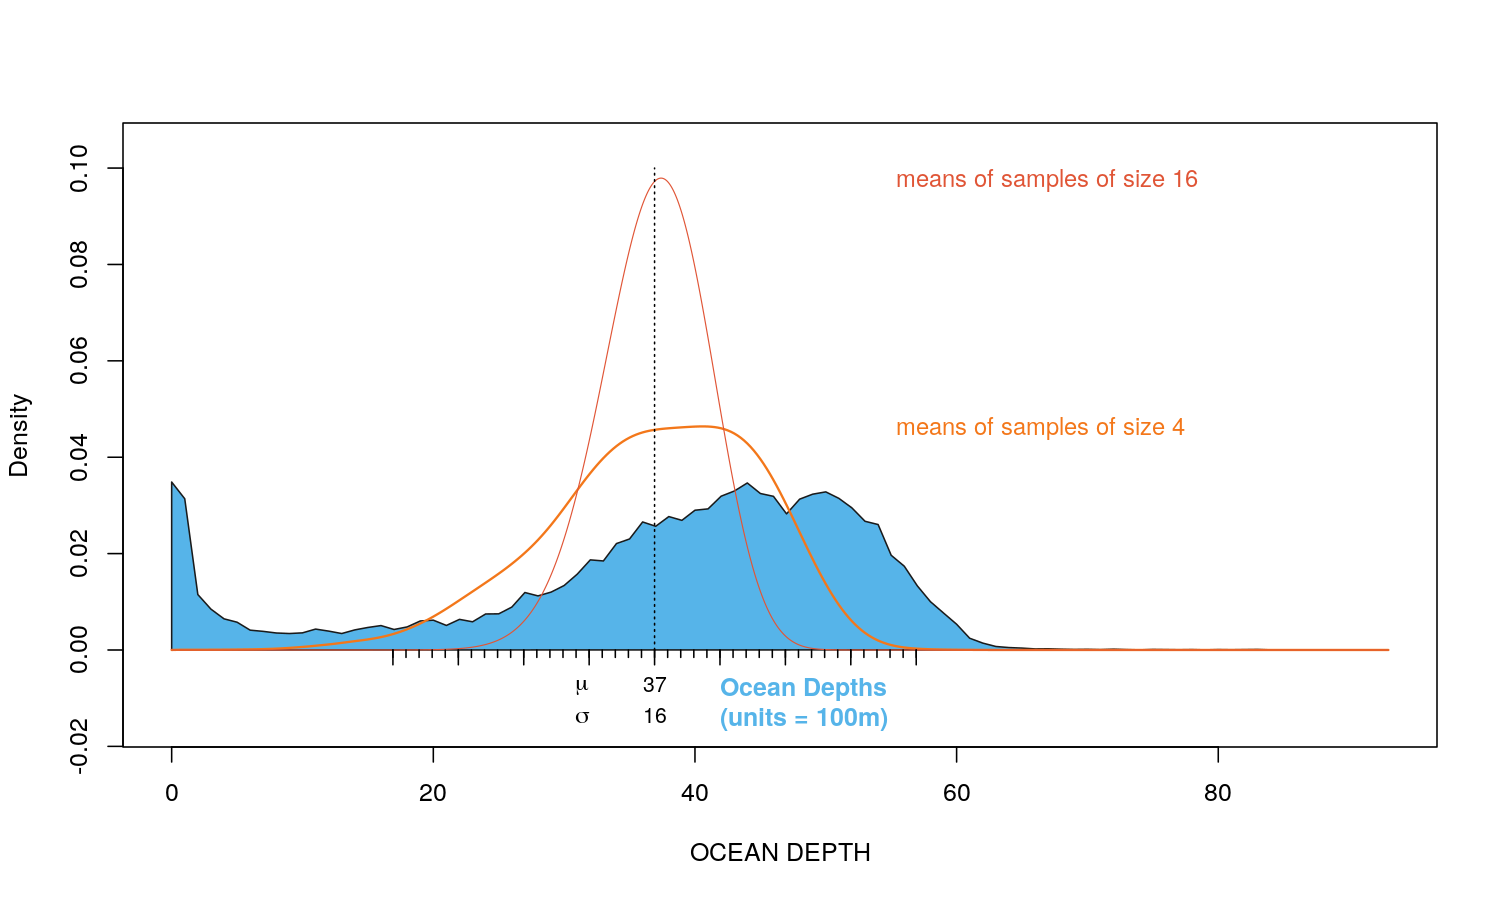 means of samples of size 16
means of samples of size 4
Density
-0.02 0.00 0.02 0.04 0.06 0.08 0.10
μ 37
σ 16
Ocean Depths
(units = 100m)
0 20 40 60 80
OCEAN DEPTH